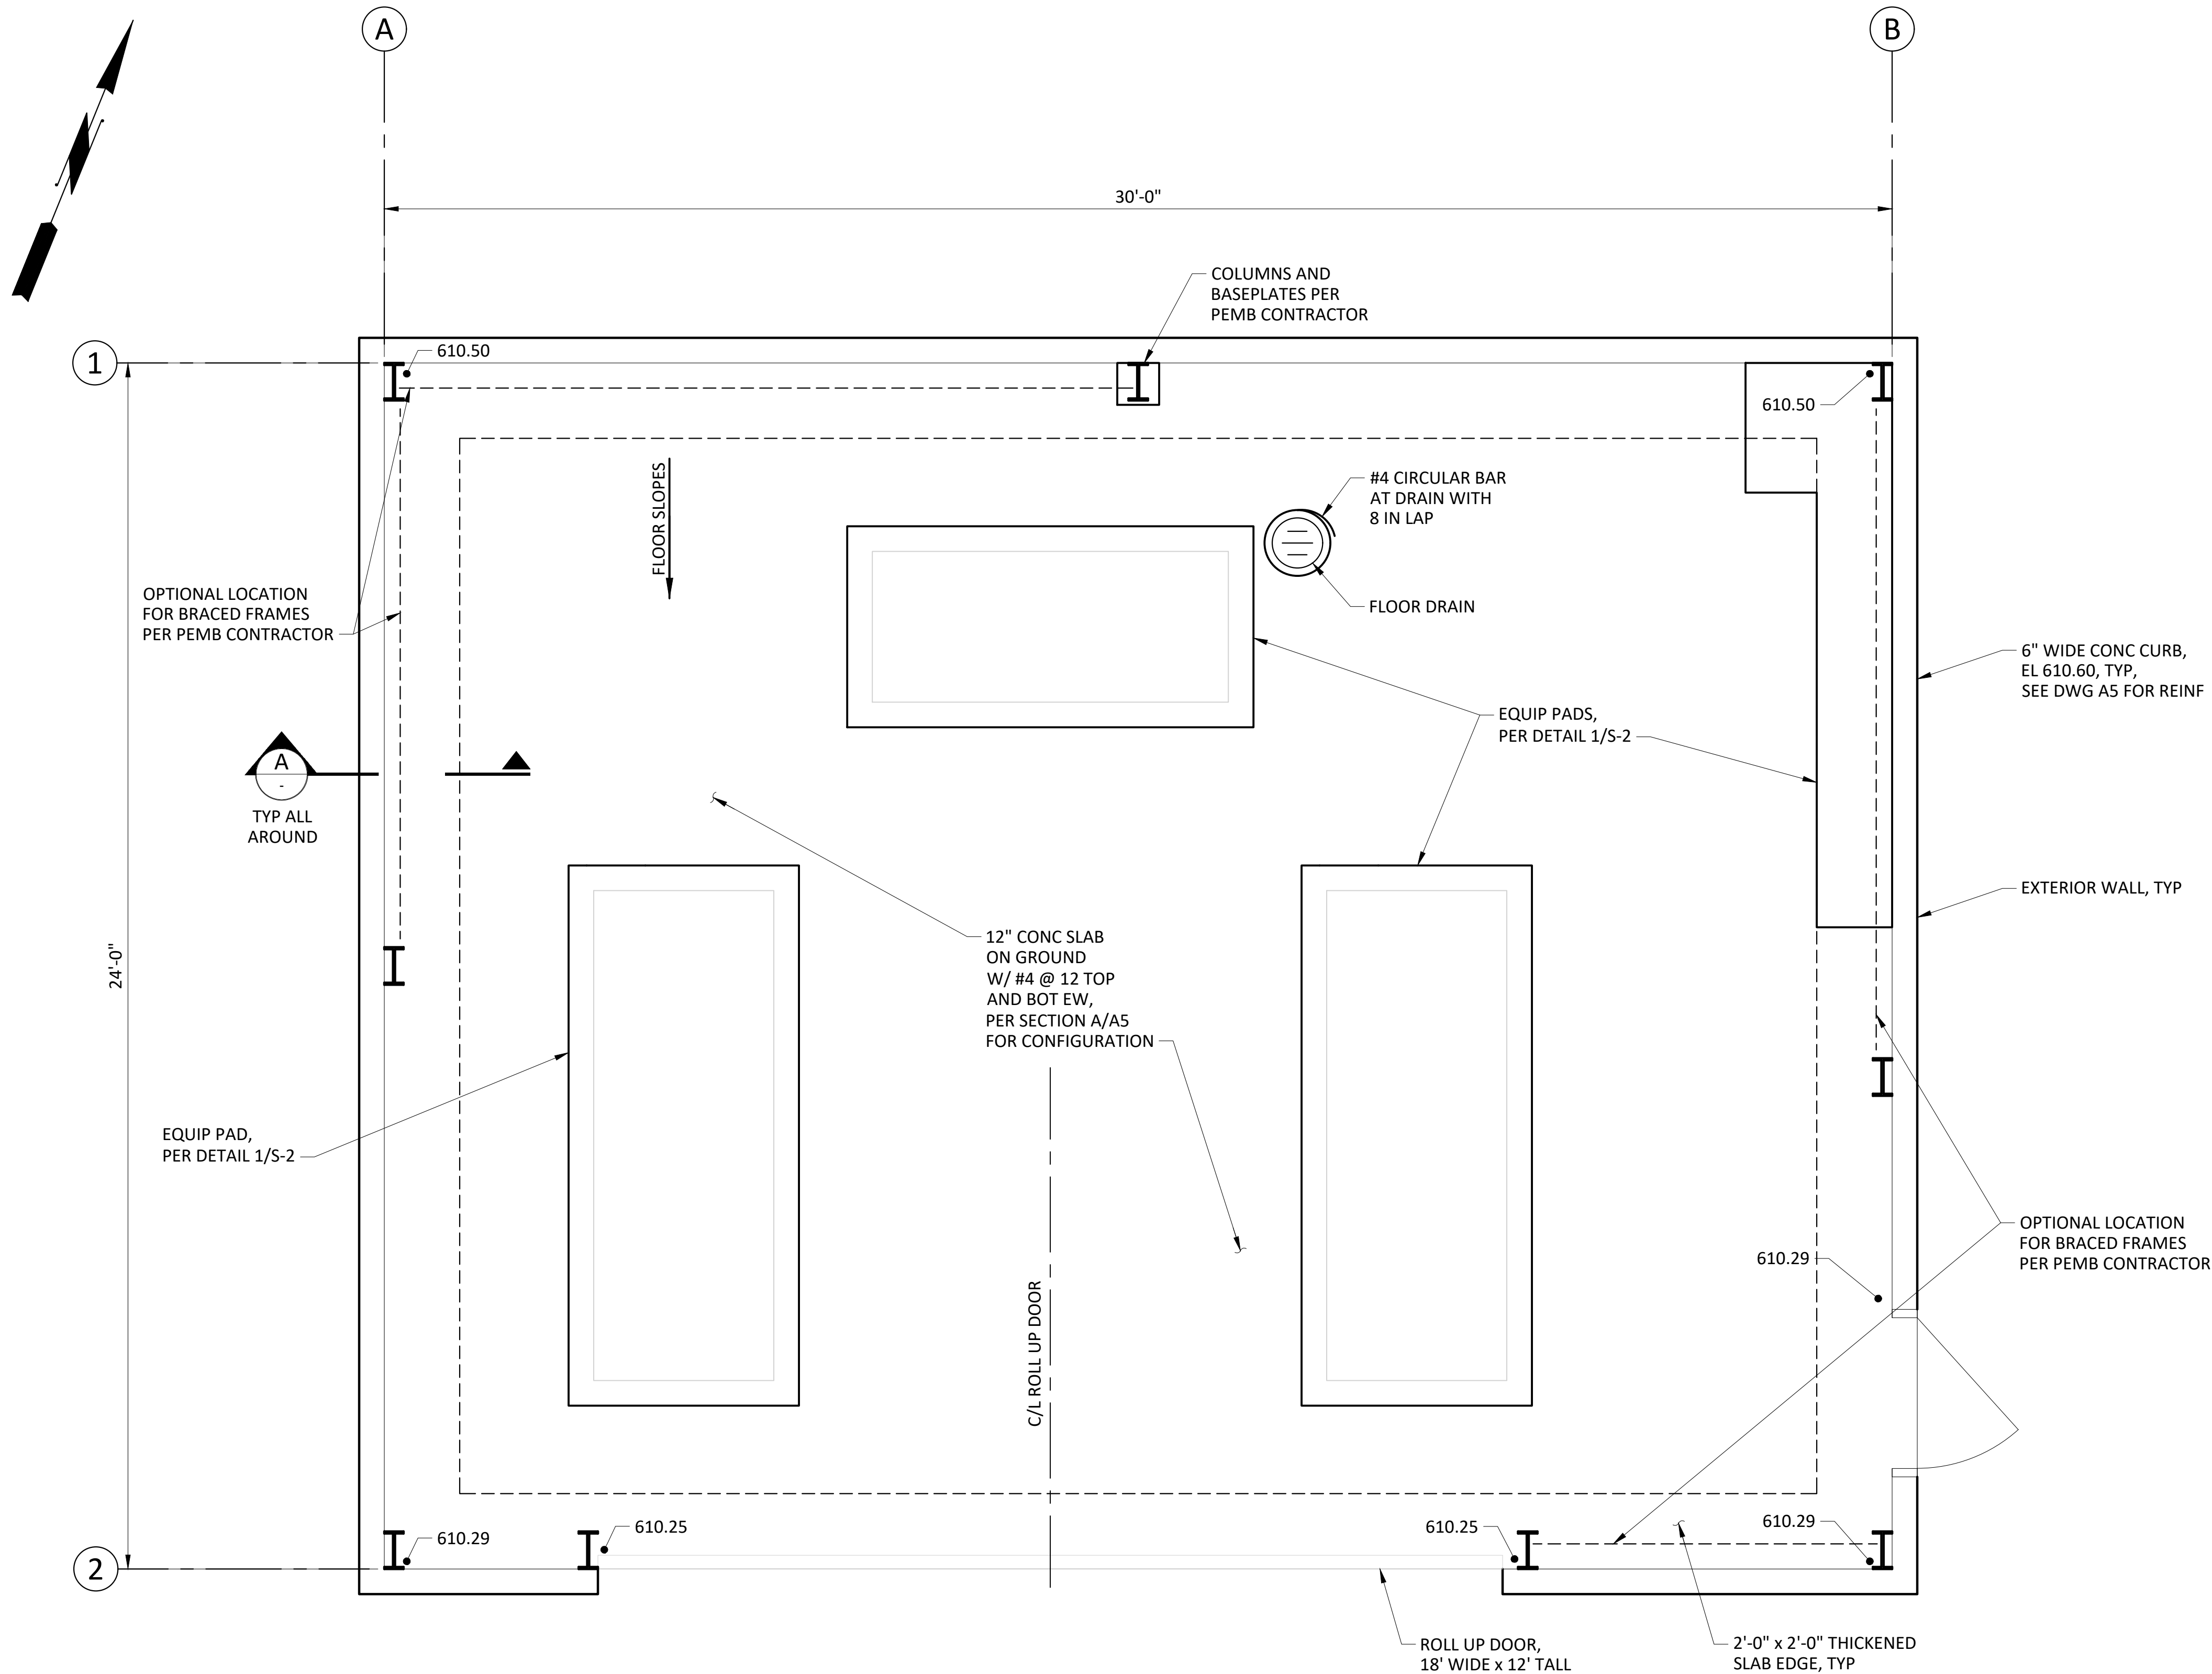 A
B
30'-0"
COLUMNS AND
BASEPLATES PER
PEMB CONTRACTOR
1
610.50
610.50
FLOOR SLOPES
#4 CIRCULAR BAR
AT DRAIN WITH
8 IN LAP
FLOOR DRAIN
OPTIONAL LOCATION
FOR BRACED FRAMES
PER PEMB CONTRACTOR
6" WIDE CONC CURB,
EL 610.60, TYP,
SEE DWG A5 FOR REINF
EQUIP PADS,
PER DETAIL 1/S-2
A
-
TYP ALL
AROUND
EXTERIOR WALL, TYP
24'-0"
12" CONC SLAB
ON GROUND
W/ #4 @ 12 TOP
AND BOT EW,
PER SECTION A/A5
FOR CONFIGURATION
EQUIP PAD,
PER DETAIL 1/S-2
OPTIONAL LOCATION
FOR BRACED FRAMES
PER PEMB CONTRACTOR
610.29
C/L ROLL UP DOOR
610.29
610.25
610.25
610.29
2
ROLL UP DOOR,
18' WIDE x 12' TALL
2'-0" x 2'-0" THICKENED
SLAB EDGE, TYP